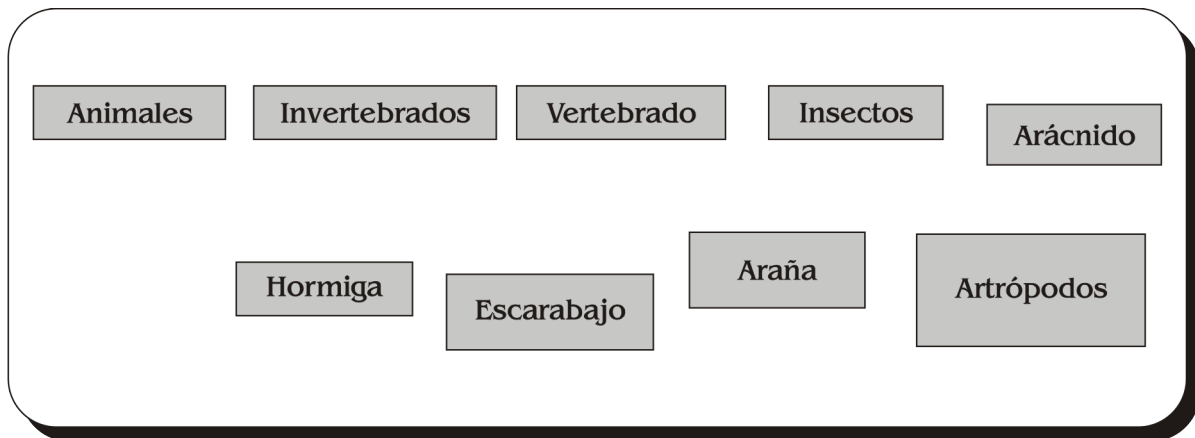 Animales
Invertebrados
Vertebrado
Insectos
Arácnido
Hormiga
Escarabajo
Araña
Artrópodos